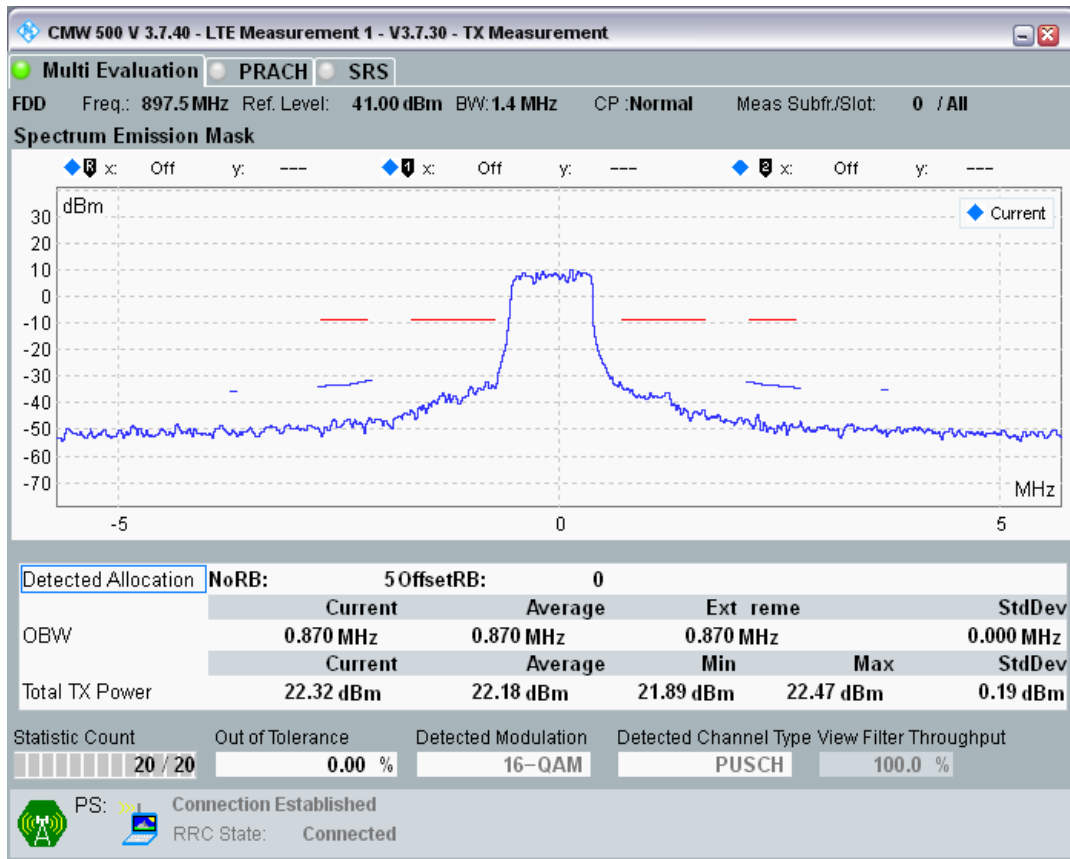 CMW 500 V 3.7.40 - LTE Measurement 1 - V3.7.30 - TX Measurement
Multi Evaluation PRACH SRS
FDD Freq.: 897.5 MHz Ref. Level: 41.00 dBm BW: 1.4 MHz CP :Normal Meas Subfr./Slot: 0 / All
Spectrum Emission Mask
R x: Off y: --- 1 x: Off y: --- 2 x: Off y: ---
dBm
Current
30
20
10
0
-10
-20
-30
-40
-50
-60
-70
MHz
-5 0 5
Detected Allocation NoRB: 5 OffsetRB: 0
Current Average Ext reme StdDev
OBW 0.870 MHz 0.870 MHz 0.870 MHz 0.000 MHz
Current Average Min Max StdDev
Total TX Power 22.32 dBm 22.18 dBm 21.89 dBm 22.47 dBm 0.19 dBm
Statistic Count Out of Tolerance Detected Modulation Detected Channel Type View Filter Throughput
20 / 20 0.00 % 16-QAM PUSCH 100.0 %
PS: Connection Established
RRC State: Connected